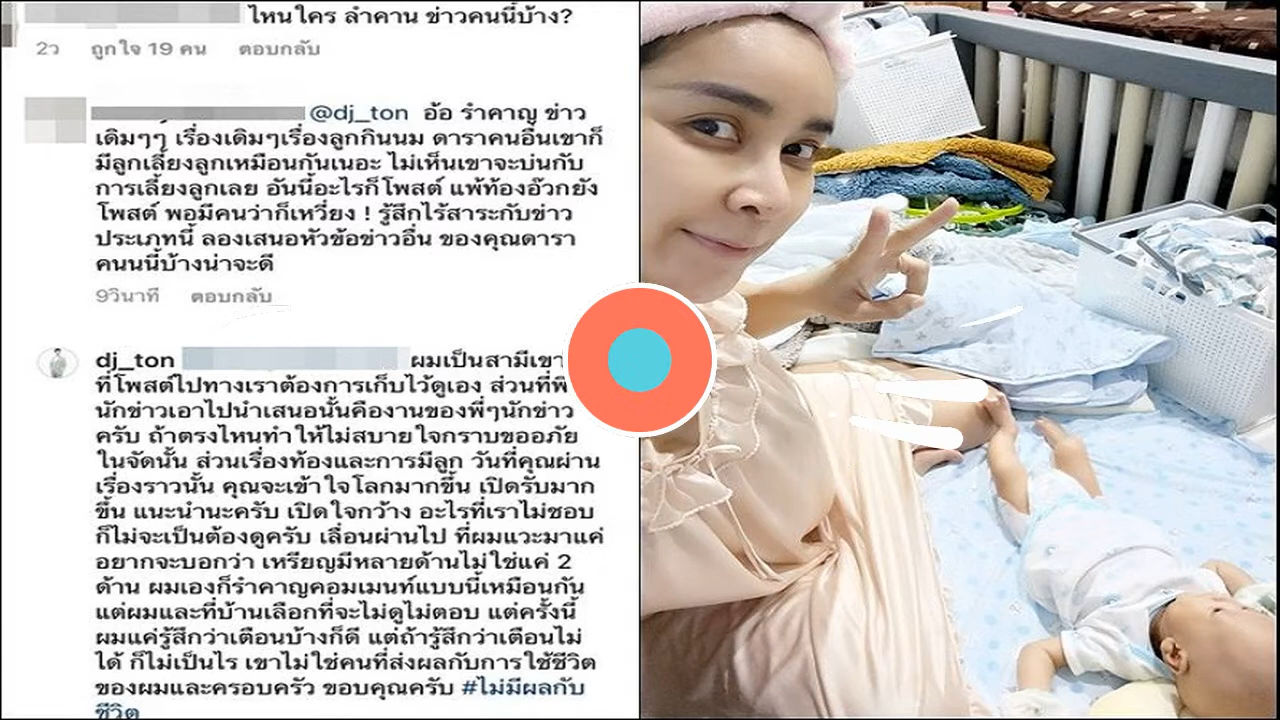 ไหนใคร ลำคาน ข่าวคนนี้บ้าง?
2ว ถูกใจ 19 คน ตอบกลับ
@dj_ton อ้อ รำคาญ ข่าว
เดิมๆๆ เรื่องเดิมๆเรื่องลูกกินนม ดาราคนอื่นเขาก็
มีลูกเลี้ยงลูกเหมือนกันเนอะ ไม่เห็นเขาจะบ่นกับ
การเลี้ยงลูกเลย อันนี้อะไรก็โพสต์ แพ้ท้องอ๊วกยัง
โพสต์ พอมีคนว่าก็เหวี่ยง ! รู้สึกไร้สาระกับข่าว
ประเภทนี้ ลองเสนอหัวข้อข่าวอื่น ของคุณดารา
คนนนี้บ้างน่าจะดี
9วินาที ตอบกลับ
dj_ton ผมเป็นสามีเขา
ที่โพสต์ไปทางเราต้องการเก็บไว้ดูเอง ส่วนที่พี่
นักข่าวเอาไปนำเสนอนั้นคืองานของพี่ๆนักข่าว
ครับ ถ้าตรงไหนทำให้ไม่สบายใจกราบขออภัย
ในจัดนั้น ส่วนเรื่องท้องและการมีลูก วันที่คุณผ่าน
เรื่องราวนั้น คุณจะเข้าใจโลกมากขึ้น เปิดรับมาก
ขึ้น แนะนำนะครับ เปิดใจกว้าง อะไรที่เราไม่ชอบ
ก็ไม่จะเป็นต้องดูครับ เลื่อนผ่านไป ที่ผมแวะมาแค่
อยากจะบอกว่า เหรียญมีหลายด้านไม่ใช่แค่ 2
ด้าน ผมเองก็รำคาญคอมเมนท์แบบนี้เหมือนกัน
แต่ผมและที่บ้านเลือกที่จะไม่ดูไม่ตอบ แต่ครั้งนี้
ผมแค่รู้สึกว่าเตือนบ้างก็ดี แต่ถ้ารู้สึกว่าเตือนไม่
ได้ ก็ไม่เป็นไร เขาไม่ใช่คนที่ส่งผลกับการใช้ชีวิต
ของผมและครอบครัว ขอบคุณครับ #ไม่มีผลกับ
ชีวิต